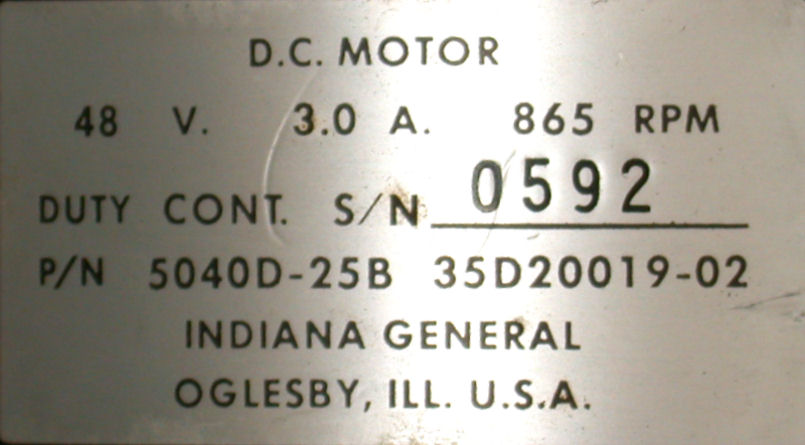 D.C. MOTOR
48 V. 3.0 A. 865 RPM
DUTY CONT. S/N 0592
P/N 5040D-25B 35D20019-02
INDIANA GENERAL
OGLESBY, ILL. U.S.A.